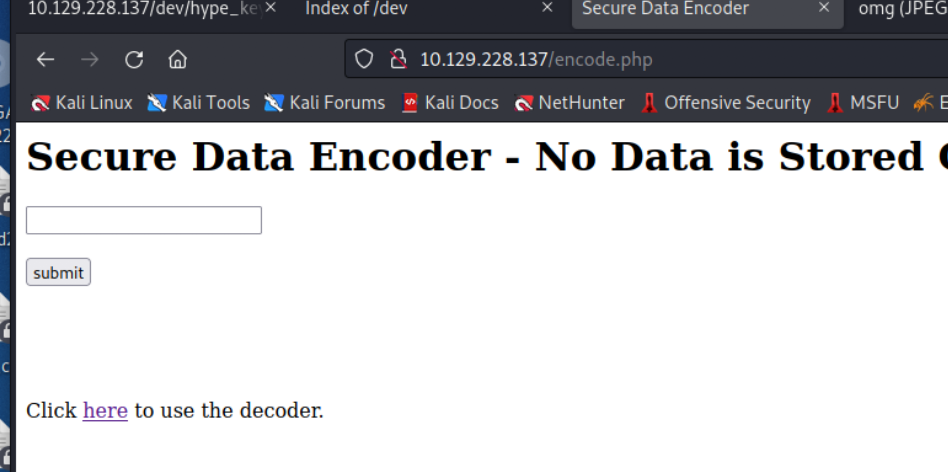 10.129.228.137/dev/hype_key Index of /dev Secure Data Encoder omg (JPEG
10.129.228.137/encode.php
Kali Linux Kali Tools Kali Forums Kali Docs NetHunter Offensive Security MSFU E
Secure Data Encoder - No Data is Stored
submit
Click here to use the decoder.